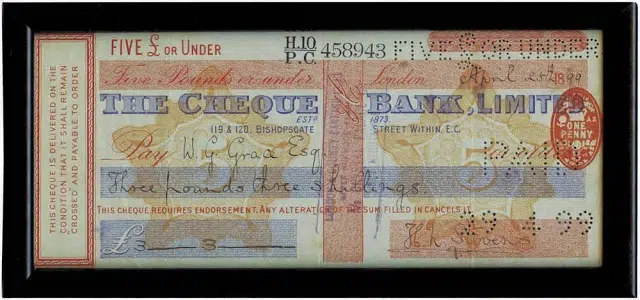 THIS CHEQUE IS DELIVERED ON THE
CONDITION THAT IT SHALL REMAIN
CROSSED AND PAYABLE TO ORDER
FIVE £ OR UNDER
H.10
P.C. 458943
FIVE £ OR UNDER
Five Pounds or under
London April 25th 1899
THE CHEQUE BANK, LIMITED
ESTD 1873.
119 & 120, BISHOPSGATE STREET WITHIN, E.C.
ONE
PENNY
Pay W. G. Grace Esq
Three pounds three shillings
THIS CHEQUE REQUIRES ENDORSEMENT. ANY ALTERATION OF THE SUM FILLED IN CANCELS IT.
£ 3 - 3 -
4 99